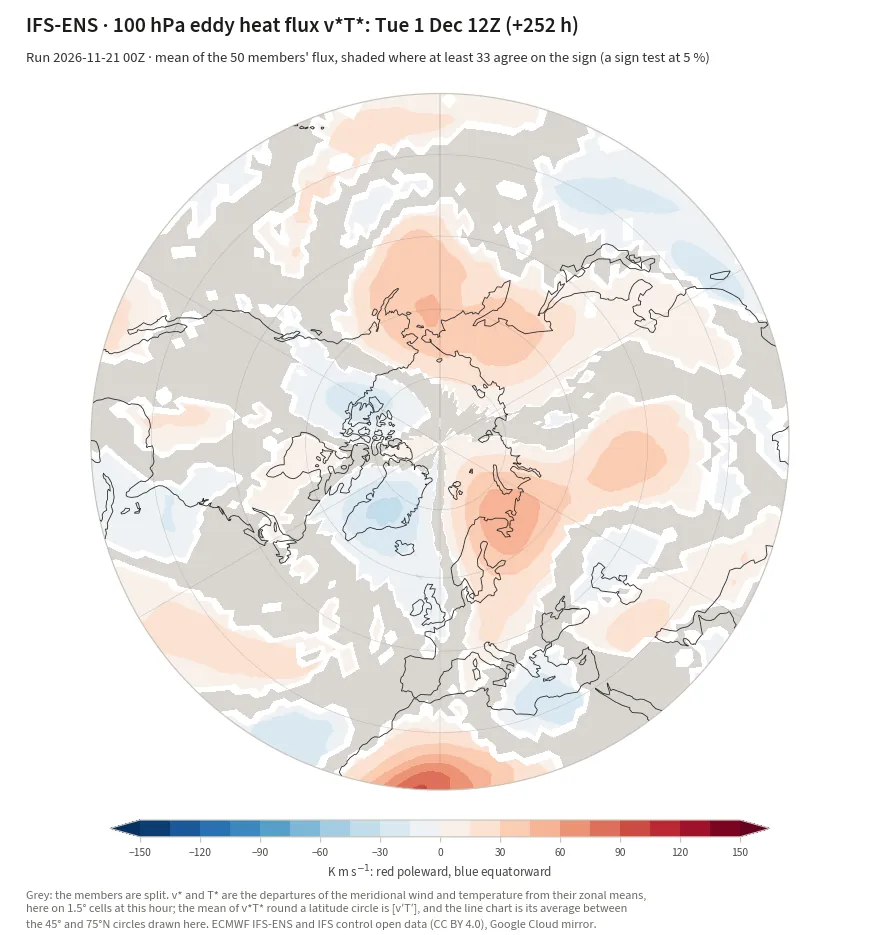 IFS-ENS · 100 hPa eddy heat flux v*T*: Tue 1 Dec 12Z (+252 h)
Run 2026-11-21 00Z · mean of the 50 members' flux, shaded where at least 33 agree on the sign (a sign test at 5 %)
−150 −120 −90 −60 −30 0 30 60 90 120 150
K m s⁻¹: red poleward, blue equatorward
Grey: the members are split. v* and T* are the departures of the meridional wind and temperature from their zonal means,
here on 1.5° cells at this hour; the mean of v*T* round a latitude circle is [v′T′], and the line chart is its average between
the 45° and 75°N circles drawn here. ECMWF IFS-ENS and IFS control open data (CC BY 4.0), Google Cloud mirror.